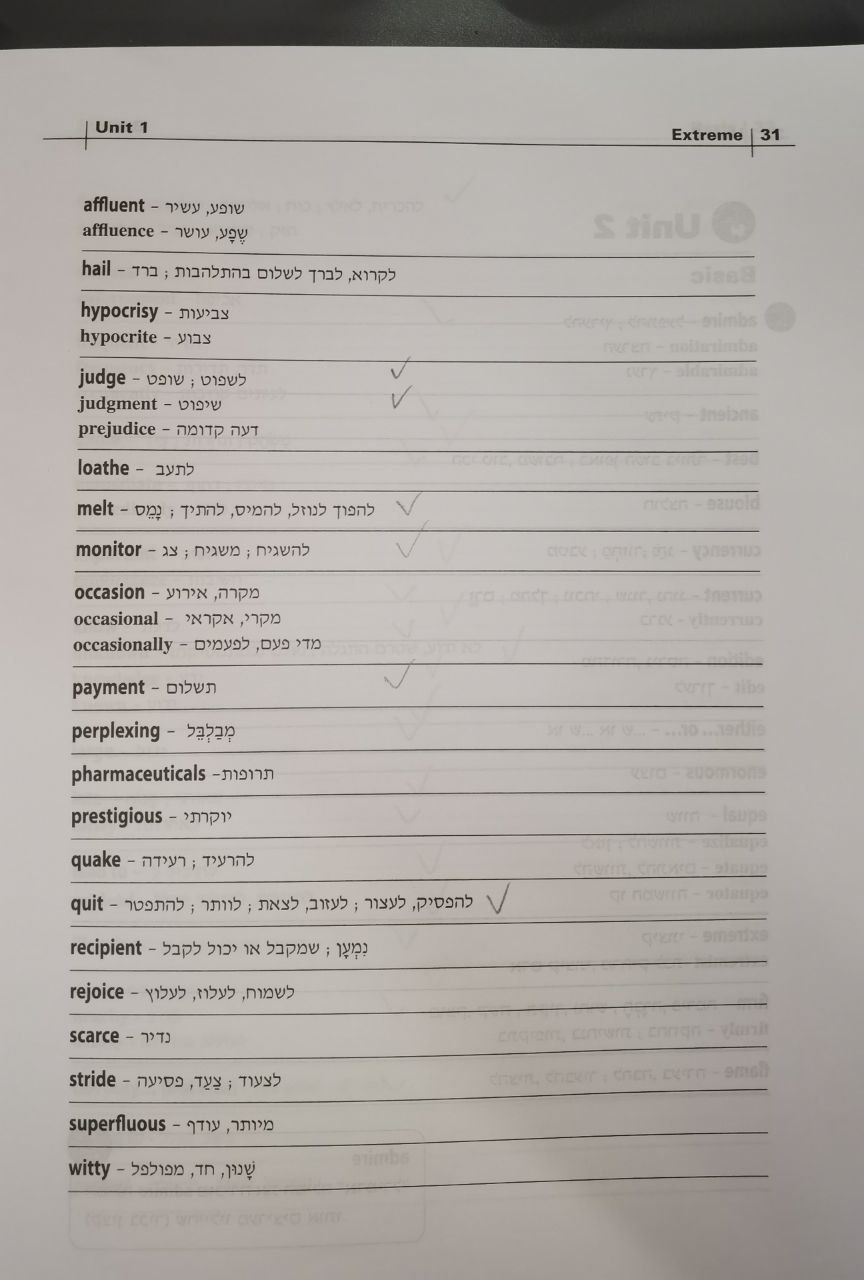 Unit 1
Extreme | 31
affluent – שופע, עשיר
affluence – שֶׁפַע, עושר
hail – לקרוא, לברך לשלום בהתלהבות ; ברד
hypocrisy – צביעות
hypocrite – צבוע
judge – לשפוט ; שופט
judgment – שיפוט
prejudice – דעה קדומה
loathe – לתעב
melt – להפוך לנוזל, להמיס, להתיך ; נָמֵס
monitor – להשגיח ; משגיח ; צג
occasion – מקרה, אירוע
occasional – מקרי, אקראי
occasionally – מדי פעם, לפעמים
payment – תשלום
perplexing – מְבַלְבֵּל
pharmaceuticals – תרופות
prestigious – יוקרתי
quake – להרעיד ; רעידה
quit – להפסיק, לעצור ; לעזוב, לצאת ; לוותר ; להתפטר
recipient – נִמְעָן ; שמקבל או יכול לקבל
rejoice – לשמוח, לעלוז, לעלוץ
scarce – נדיר
stride – לצעוד ; צַעַד, פסיעה
superfluous – מיותר, עודף
witty – שָׁנוּן, חד, מפולפל